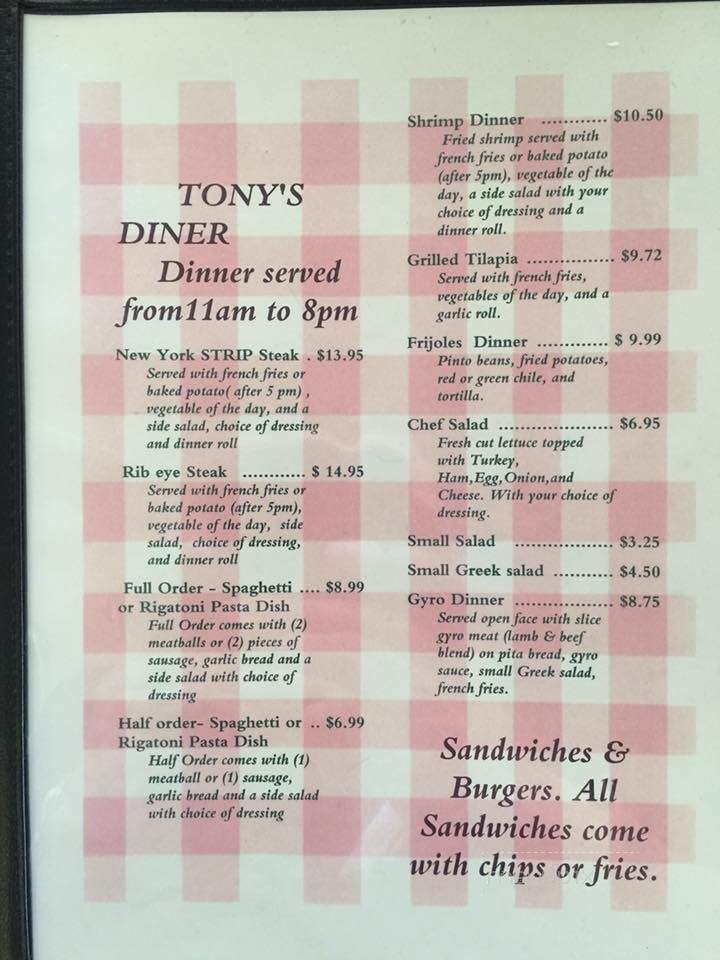 TONY'S
DINER
Dinner served
from11am to 8pm
New York STRIP Steak . $13.95
Served with french fries or
baked potato( after 5 pm) ,
vegetable of the day, and a
side salad, choice of dressing
and dinner roll
Rib eye Steak ............ $ 14.95
Served with french fries or
baked potato (after 5pm),
vegetable of the day, side
salad, choice of dressing,
and dinner roll
Full Order - Spaghetti .... $8.99
or Rigatoni Pasta Dish
Full Order comes with (2)
meatballs or (2) pieces of
sausage, garlic bread and a
side salad with choice of
dressing
Half order- Spaghetti or .. $6.99
Rigatoni Pasta Dish
Half Order comes with (1)
meatball or (1) sausage,
garlic bread and a side salad
with choice of dressing
Shrimp Dinner ............ $10.50
Fried shrimp served with
french fries or baked potato
(after 5pm), vegetable of the
day, a side salad with your
choice of dressing and a
dinner roll.
Grilled Tilapia ................ $9.72
Served with french fries,
vegetables of the day, and a
garlic roll.
Frijoles Dinner ............. $ 9.99
Pinto beans, fried potatoes,
red or green chile, and
tortilla.
Chef Salad ..................... $6.95
Fresh cut lettuce topped
with Turkey,
Ham,Egg,Onion,and
Cheese. With your choice of
dressing.
Small Salad .................. $3.25
Small Greek salad ........... $4.50
Gyro Dinner .................. $8.75
Served open face with slice
gyro meat (lamb & beef
blend) on pita bread, gyro
sauce, small Greek salad,
french fries.
Sandwiches &
Burgers. All
Sandwiches come
with chips or fries.